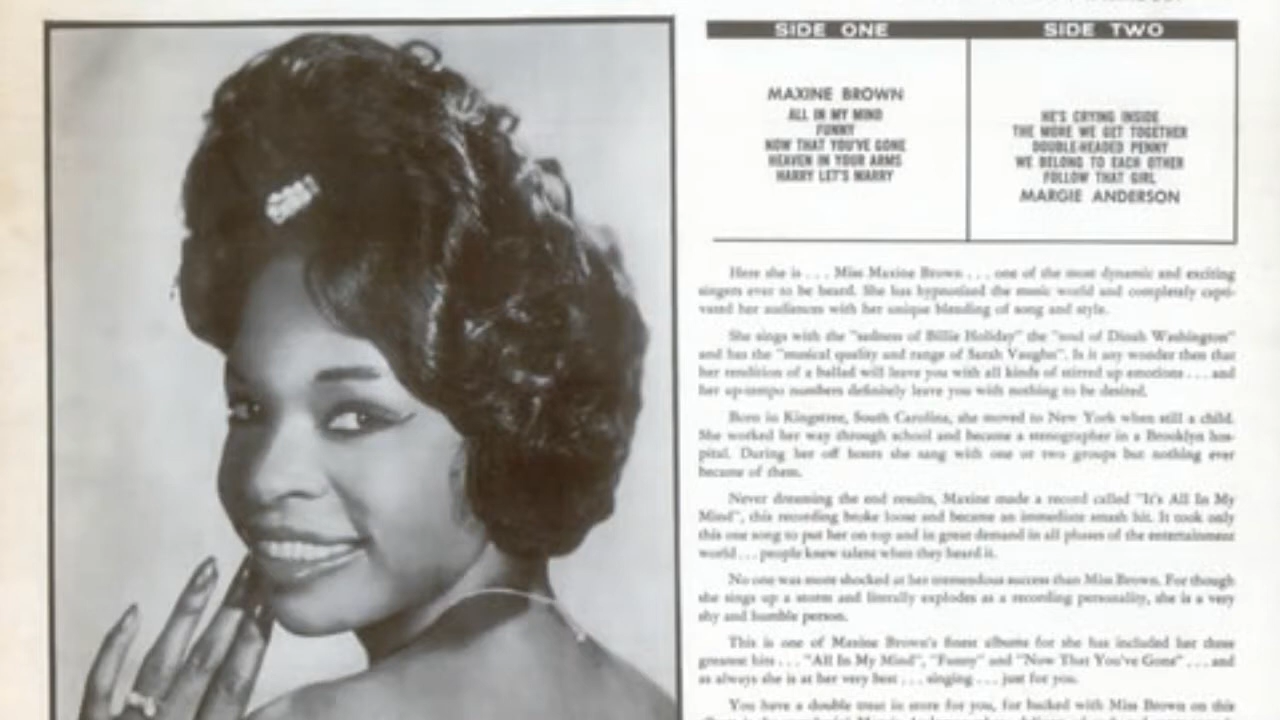 SIDE ONE
MAXINE BROWN
ALL IN MY MIND
FUNNY
NOW THAT YOU'VE GONE
HEAVEN IN YOUR ARMS
HARRY LET'S MARRY
SIDE TWO
HE'S CRYING INSIDE
THE MORE WE GET TOGETHER
DOUBLE-HEADED PENNY
WE BELONG TO EACH OTHER
FOLLOW THAT GIRL
MARGIE ANDERSON
Here she is . . . Miss Maxine Brown . . . one of the most dynamic and exciting
singers ever to be heard. She has hypnotized the music world and completely capti-
vated her audiences with her unique blending of song and style.
She sings with the "sadness of Billie Holiday" the "soul of Dinah Washington"
and has the "musical quality and range of Sarah Vaughn". Is it any wonder then that
her rendition of a ballad will leave you with all kinds of stirred up emotions . . . and
her up-tempo numbers definitely leave you with nothing to be desired.
Born in Kingstree, South Carolina, she moved to New York when still a child.
She worked her way through school and became a stenographer in a Brooklyn hos-
pital. During her off hours she sang with one or two groups but nothing ever
became of them.
Never dreaming the end results, Maxine made a record called "It's All In My
Mind", this recording broke loose and became an immediate smash hit. It took only
this one song to put her on top and in great demand in all phases of the entertainment
world . . . people knew talent when they heard it.
No one was more shocked at her tremendous success than Miss Brown. For though
she sings up a storm and literally explodes as a recording personality, she is a very
shy and humble person.
This is one of Maxine Brown's finest albums for she has included her three
greatest hits . . . "All In My Mind", "Funny" and "Now That You've Gone" . . . and
as always she is at her very best . . . singing . . . just for you.
You have a double treat in store for you, for backed with Miss Brown on this